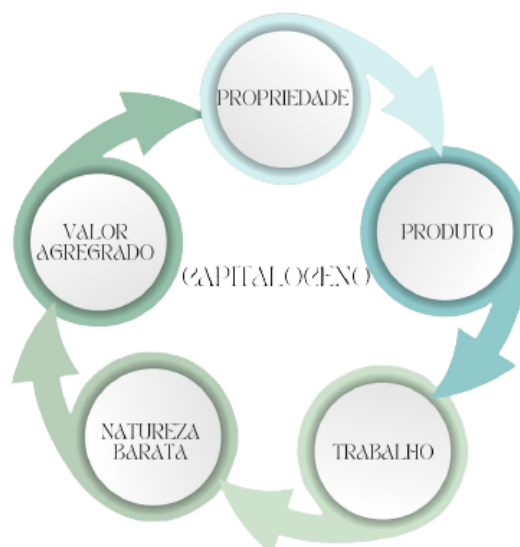 PROPRIEDADE
PRODUTO
TRABALHO
NATUREZA
BARATA
VALOR
AGREGRADO
CAPITALOCENO